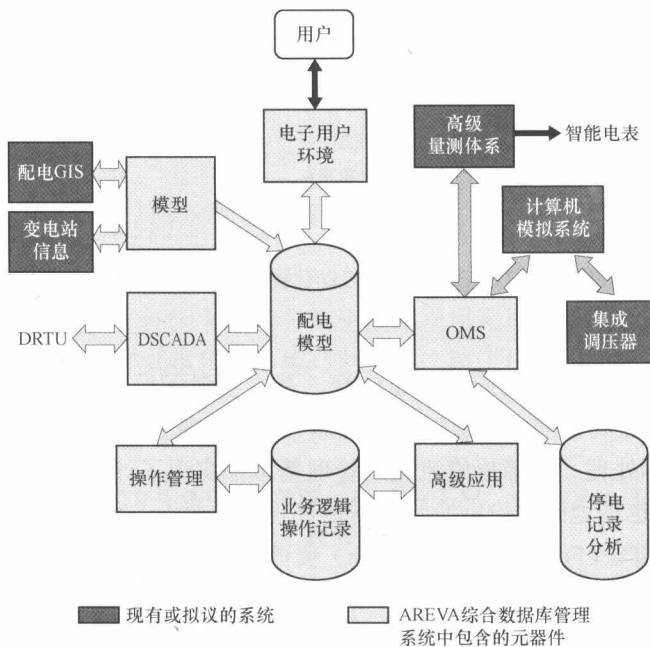 用户
电子用户
环境
高级
量测体系
智能电表
配电GIS
模型
变电站
信息
计算机
模拟系统
DRTU
DSCADA
配电
模型
OMS
集成
调压器
操作管理
业务逻辑
操作记录
高级应用
停电
记录
分析
现有或拟议的系统
AREVA综合数据库管理
系统中包含的元器件